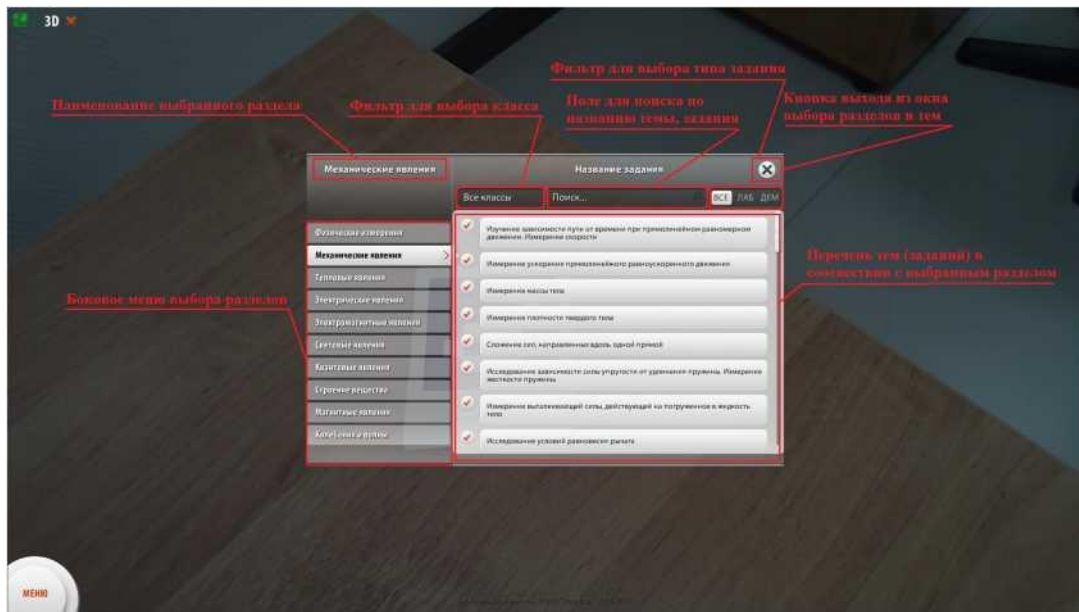 3D
Фильтр для выбора типа задания
Наименование выбранного раздела
Фильтр для выбора класса
Поле для поиска по
названию темы, задания
Кнопка выхода из окна
выбора разделов и тем
Механические явления
Название задания
Все классы
Поиск...
ВСЕ ЛАБ ДЕМ
Физические измерения
Механические явления
Тепловые явления
Электрические явления
Электромагнитные явления
Световые явления
Квантовые явления
Строение вещества
Магнитные явления
Колебания и волны
Боковое меню выбора разделов
Изучение зависимости пути от времени при прямолинейном равномерном
движении. Измерение скорости
Измерение ускорения прямолинейного равноускоренного движения
Измерение массы тела
Измерение плотности твердого тела
Сложение сил, направленных вдоль одной прямой
Исследование зависимости силы упругости от удлинения пружины. Измерение
жесткости пружины
Измерение выталкивающей силы, действующей на погруженное в жидкость
тело
Исследование условий равновесия рычага
Перечень тем (заданий) в
соответствии с выбранным разделом
МЕНЮ